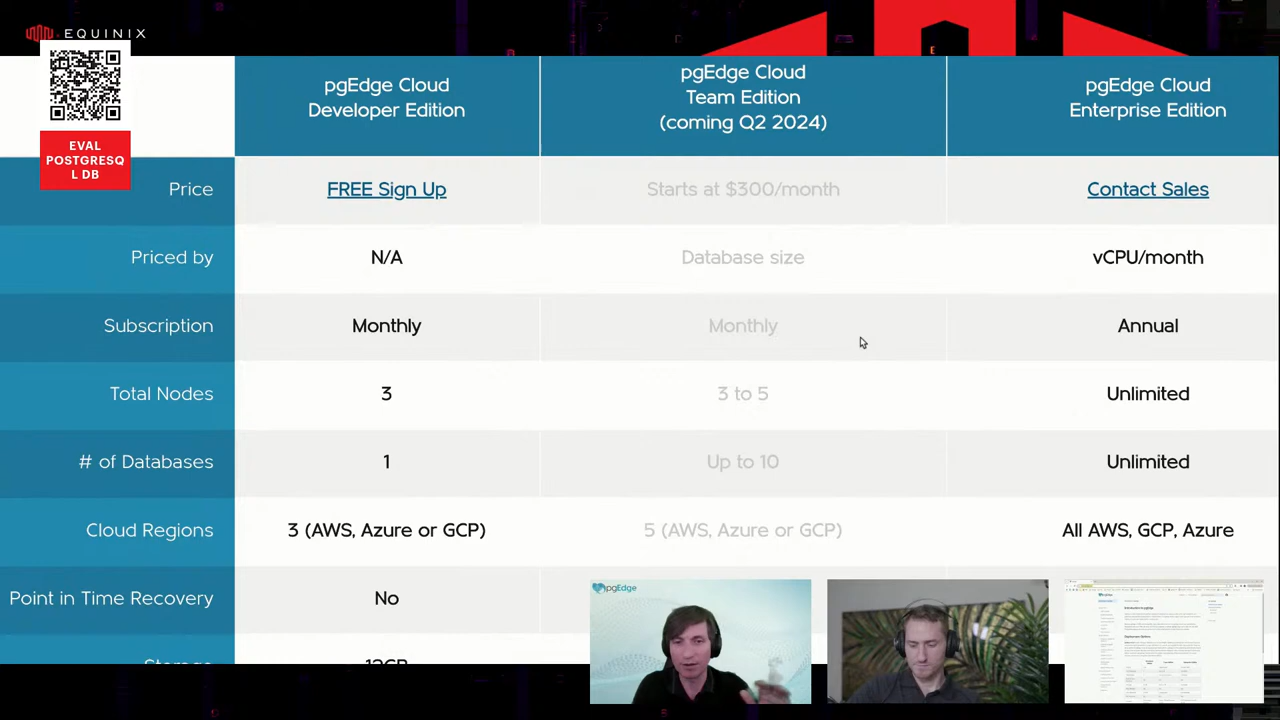 EQUINIX
EVAL
POSTGRESQ
L DB
pgEdge Cloud
Developer Edition
pgEdge Cloud
Team Edition
(coming Q2 2024)
pgEdge Cloud
Enterprise Edition
Price
FREE Sign Up
Starts at $300/month
Contact Sales
Priced by
N/A
Database size
vCPU/month
Subscription
Monthly
Monthly
Annual
Total Nodes
3
3 to 5
Unlimited
# of Databases
1
Up to 10
Unlimited
Cloud Regions
3 (AWS, Azure or GCP)
5 (AWS, Azure or GCP)
All AWS, GCP, Azure
Point in Time Recovery
No
Storage
pgEdge